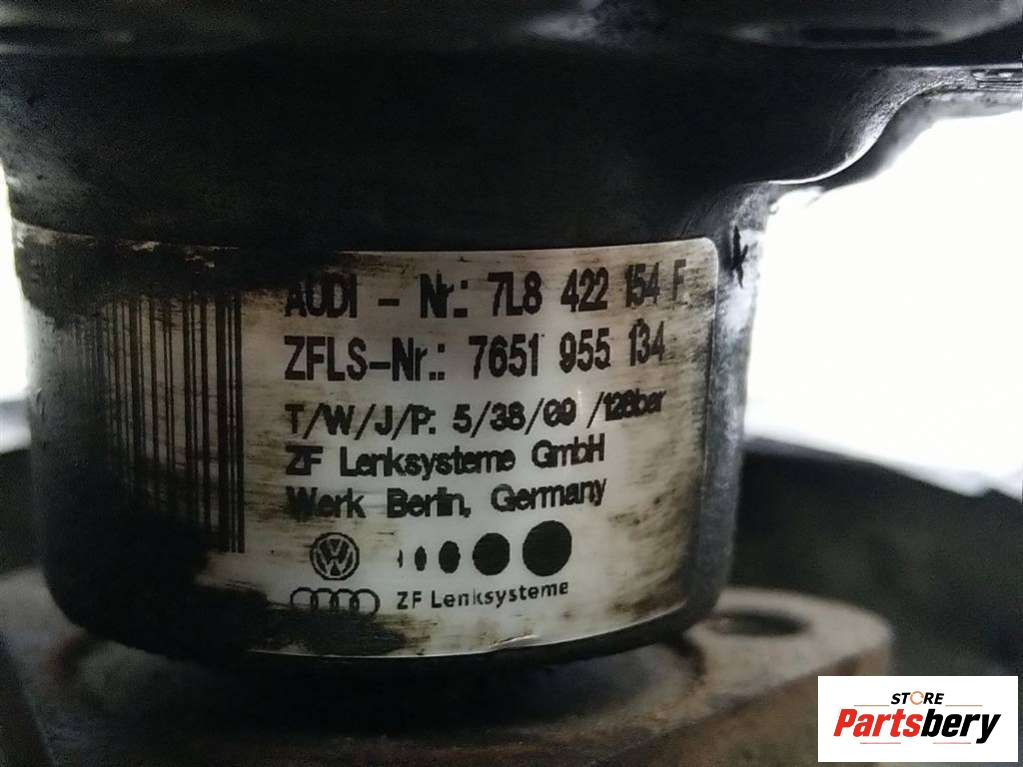 AUDI - Nr.: 7L8 422 154 F
ZFLS-Nr.: 7651 955 134
T/W/J/P: 5/38/09 /128bar
ZF Lenksysteme GmbH
Werk Berlin, Germany
ZF Lenksysteme
4
STORE
Partsbery